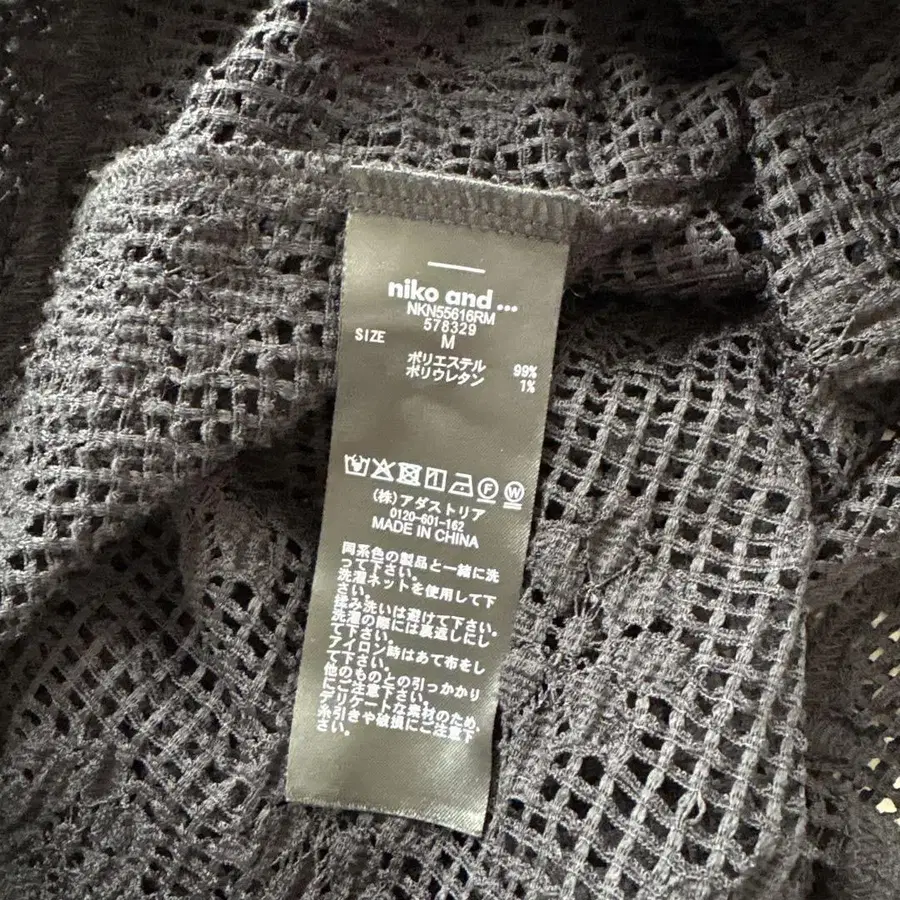 niko and ...
NKN55616RM
578329
SIZE M
ポリエステル 99%
ポリウレタン 1%
(株)アダストリア
0120-601-162
MADE IN CHINA
同系色の製品と一緒に洗
って下さい。
洗濯ネットを使用して下
さい。
揉み洗いは避けて下さい。
洗濯の際には裏返しにし
て下さい。
アイロン時はあて布をし
て下さい。
他のものとの引っかかり
にご注意下さい。
デリケートな素材のため、
糸引きや破損にご注意下
さい。